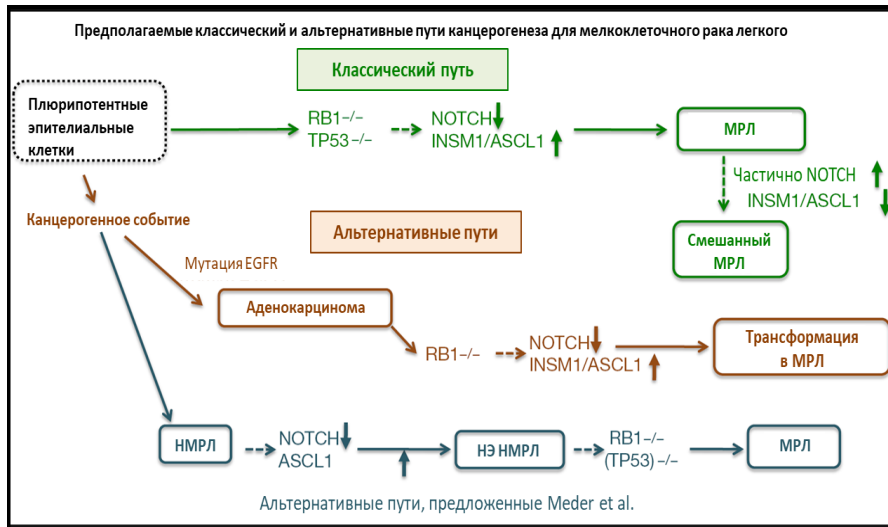 Предполагаемые классический и альтернативные пути канцерогенеза для мелкоклеточного рака легкого
Классический путь
Плюрипотентные
эпителиальные
клетки
RB1–/–
TP53–/–
NOTCH
INSM1/ASCL1
МРЛ
Частично NOTCH
INSM1/ASCL1
Смешанный
МРЛ
Канцерогенное событие
Альтернативные пути
Мутация EGFR
Аденокарцинома
RB1–/–
NOTCH
INSM1/ASCL1
Трансформация
в МРЛ
НМРЛ
NOTCH
ASCL1
НЭ НМРЛ
RB1–/–
(TP53)–/–
МРЛ
Альтернативные пути, предложенные Meder et al.